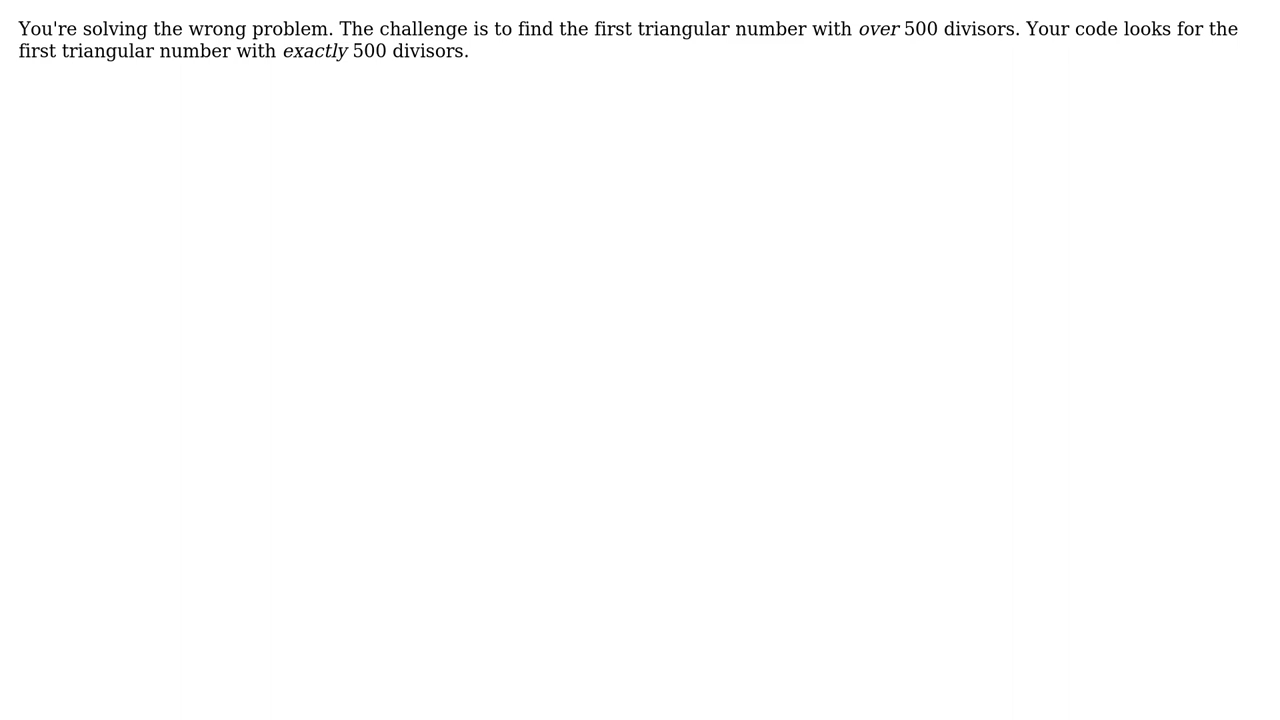 You're solving the wrong problem. The challenge is to find the first triangular number with over 500 divisors. Your code looks for the
first triangular number with exactly 500 divisors.